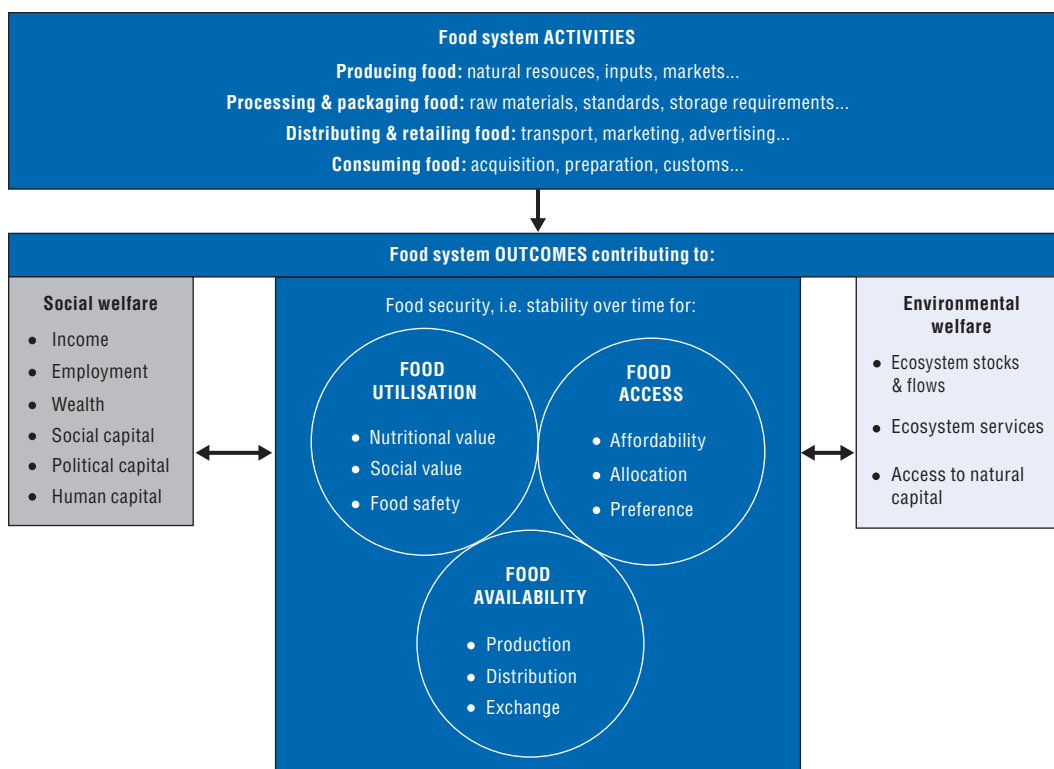 Food system ACTIVITIES
Producing food: natural resouces, inputs, markets...
Processing & packaging food: raw materials, standards, storage requirements...
Distributing & retailing food: transport, marketing, advertising...
Consuming food: acquisition, preparation, customs...
Food system OUTCOMES contributing to:
Social welfare
• Income
• Employment
• Wealth
• Social capital
• Political capital
• Human capital
Food security, i.e. stability over time for:
FOOD
UTILISATION
• Nutritional value
• Social value
• Food safety
FOOD
ACCESS
• Affordability
• Allocation
• Preference
FOOD
AVAILABILITY
• Production
• Distribution
• Exchange
Environmental
welfare
• Ecosystem stocks
& flows
• Ecosystem services
• Access to natural
capital